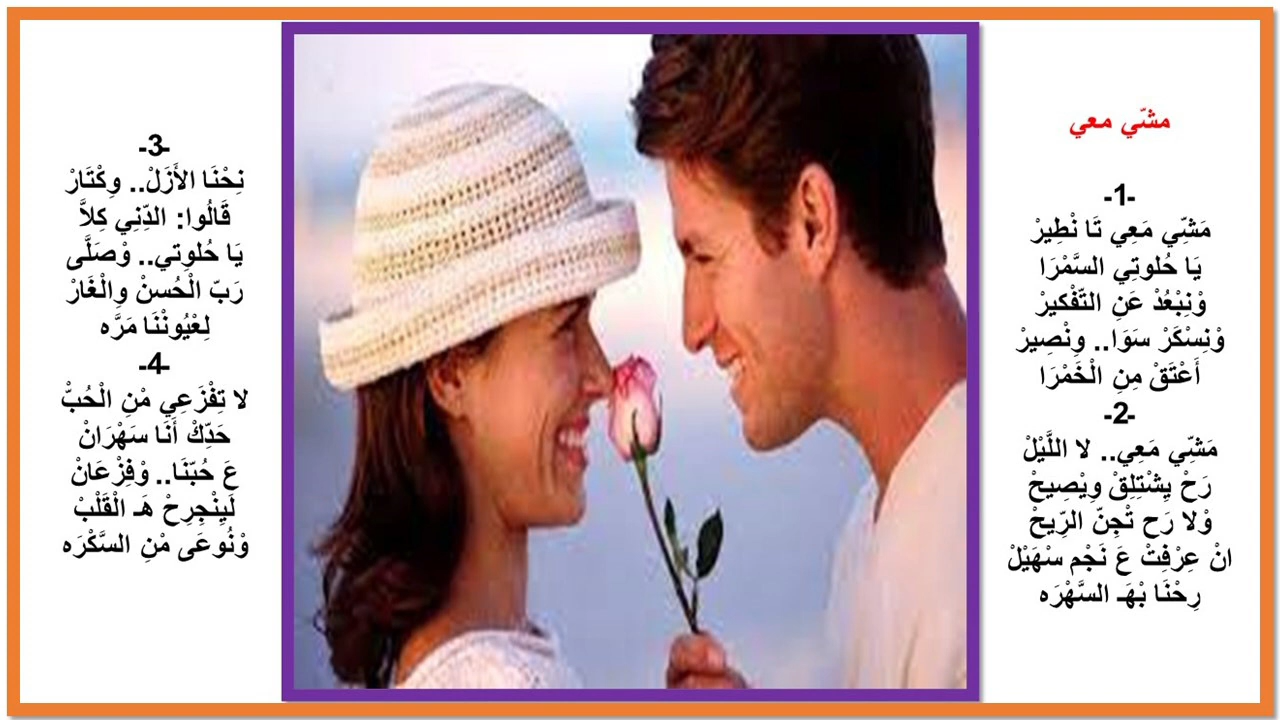 مشّي معي
-1-
مَشِّي مَعِي تَا نْطِيرْ
يَا حُلوتِي السَّمْرَا
وْنِبْعُدْ عَنِ التّفْكيرْ
وْنِسْكَرْ سَوَا.. وِنْصِيرْ
أَعْتَقْ مِنِ الْخَمْرَا
-2-
مَشِّي مَعِي.. لا اللَّيْلْ
رَحْ يِشْتِلِقْ وِيْصِيحْ
وْلا رَح تْجِنّ الرِّيحْ
انْ عِرْفِتْ عَ نَجْم سْهَيْلْ
رِحْنَا بْهَـ السَّهْرَه
-3-
نِحْنَا الأَزَلْ.. وِكْتَارْ
قَالُوا: الدِّنِي كِلاَّ
يَا حُلوتي.. وْصَلَّى
رَبّ الْحُسنْ وِالْغَارْ
لِعْيُونْنَا مَرَّه
-4-
لا تِفْزَعِي مْنِ الْحُبّْ
حَدِّكْ أَنَا سَهْرَانْ
عَ حُبّنَا.. وْفِزْعَانْ
لَيِنْجِرِحْ هَـ الْقَلْبْ
وْنُوعَى مْنِ السَّكْرَه